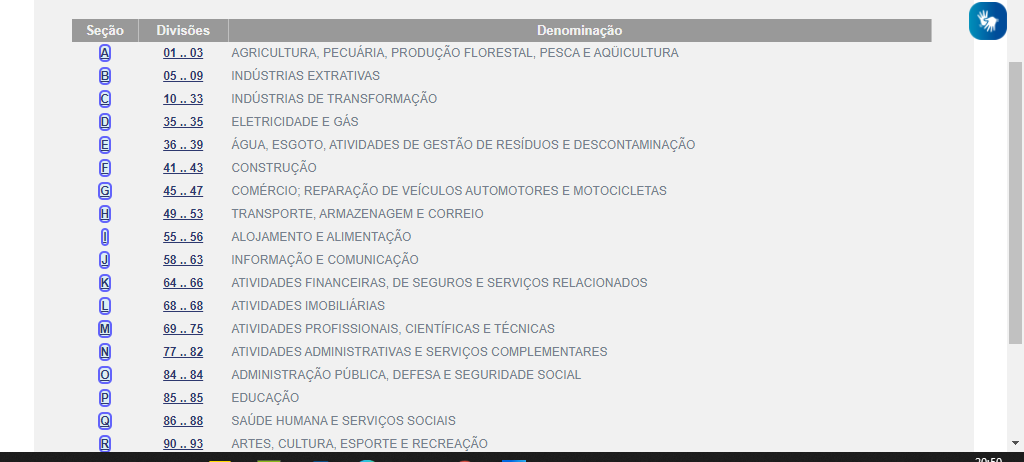 Seção Divisões Denominação
A 01 .. 03 AGRICULTURA, PECUÁRIA, PRODUÇÃO FLORESTAL, PESCA E AQÜICULTURA
B 05 .. 09 INDÚSTRIAS EXTRATIVAS
C 10 .. 33 INDÚSTRIAS DE TRANSFORMAÇÃO
D 35 .. 35 ELETRICIDADE E GÁS
E 36 .. 39 ÁGUA, ESGOTO, ATIVIDADES DE GESTÃO DE RESÍDUOS E DESCONTAMINAÇÃO
F 41 .. 43 CONSTRUÇÃO
G 45 .. 47 COMÉRCIO; REPARAÇÃO DE VEÍCULOS AUTOMOTORES E MOTOCICLETAS
H 49 .. 53 TRANSPORTE, ARMAZENAGEM E CORREIO
I 55 .. 56 ALOJAMENTO E ALIMENTAÇÃO
J 58 .. 63 INFORMAÇÃO E COMUNICAÇÃO
K 64 .. 66 ATIVIDADES FINANCEIRAS, DE SEGUROS E SERVIÇOS RELACIONADOS
L 68 .. 68 ATIVIDADES IMOBILIÁRIAS
M 69 .. 75 ATIVIDADES PROFISSIONAIS, CIENTÍFICAS E TÉCNICAS
N 77 .. 82 ATIVIDADES ADMINISTRATIVAS E SERVIÇOS COMPLEMENTARES
O 84 .. 84 ADMINISTRAÇÃO PÚBLICA, DEFESA E SEGURIDADE SOCIAL
P 85 .. 85 EDUCAÇÃO
Q 86 .. 88 SAÚDE HUMANA E SERVIÇOS SOCIAIS
R 90 .. 93 ARTES, CULTURA, ESPORTE E RECREAÇÃO